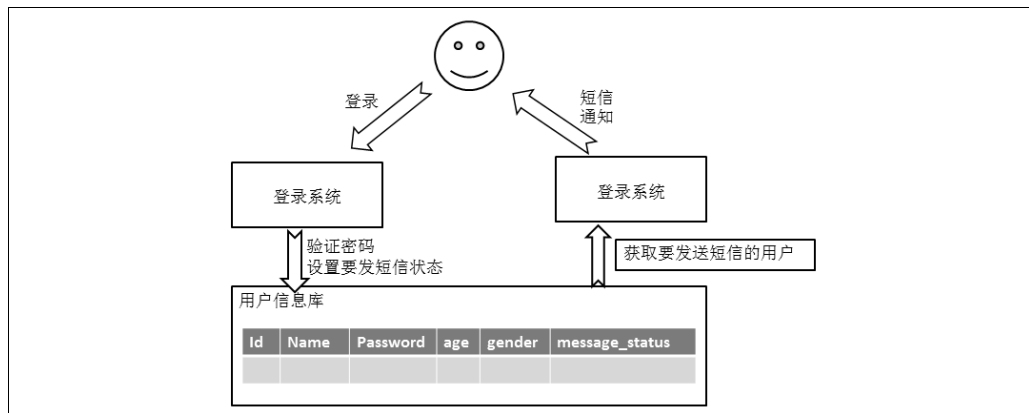 登录
短信
通知
登录系统
登录系统
验证密码
设置要发短信状态
获取要发送短信的用户
用户信息库
Id Name Password age gender message_status